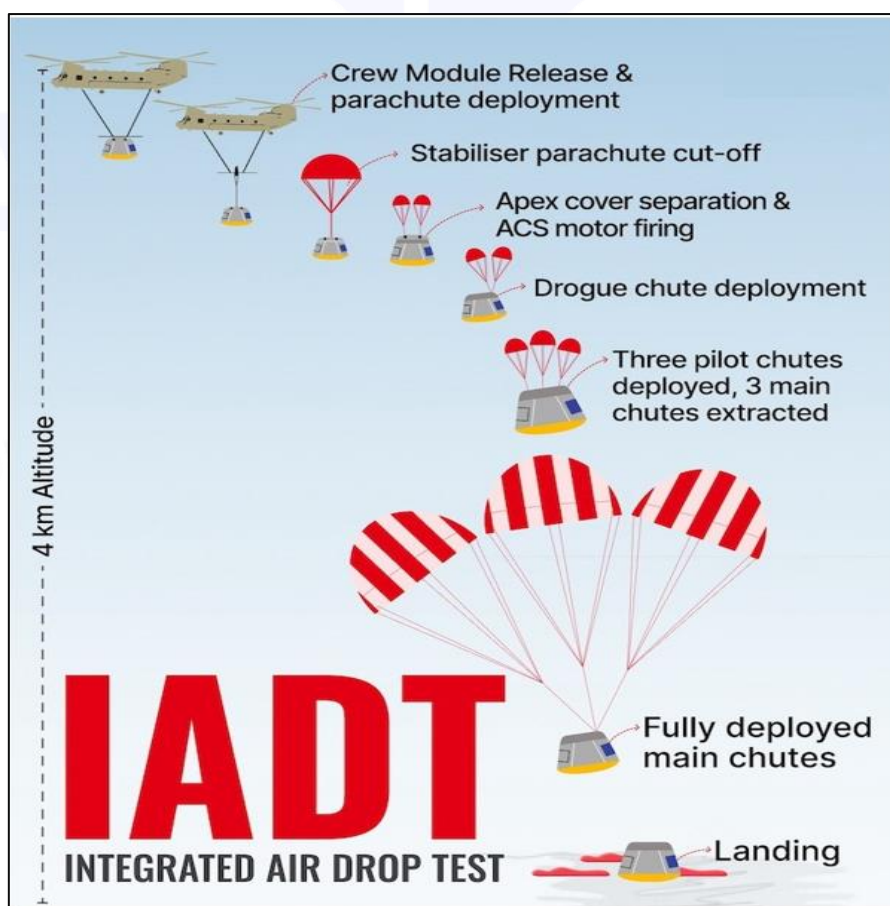 Crew Module Release &
parachute deployment
Stabiliser parachute cut-off
Apex cover separation &
ACS motor firing
Drogue chute deployment
Three pilot chutes
deployed, 3 main
chutes extracted
4 km Altitude
Fully deployed
main chutes
IADT
INTEGRATED AIR DROP TEST
Landing